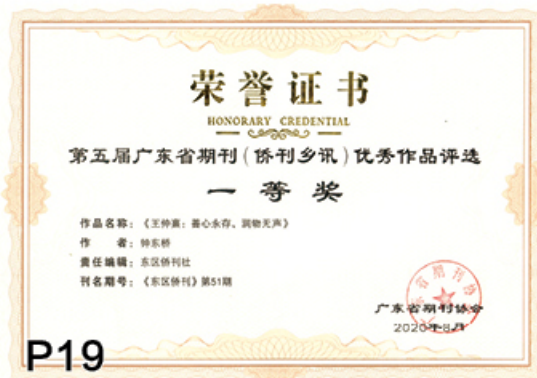 荣誉证书
HONORARY CREDENTIAL
第五届广东省期刊(侨刊乡讯)优秀作品评选
一等奖
作品名称:《王仲熹:善心永存、润物无声》
作 者:钟东桥
责任编辑:东区侨刊社
刊名期号:《东区侨刊》第51期
广东省期刊协会
2020年8月
P19